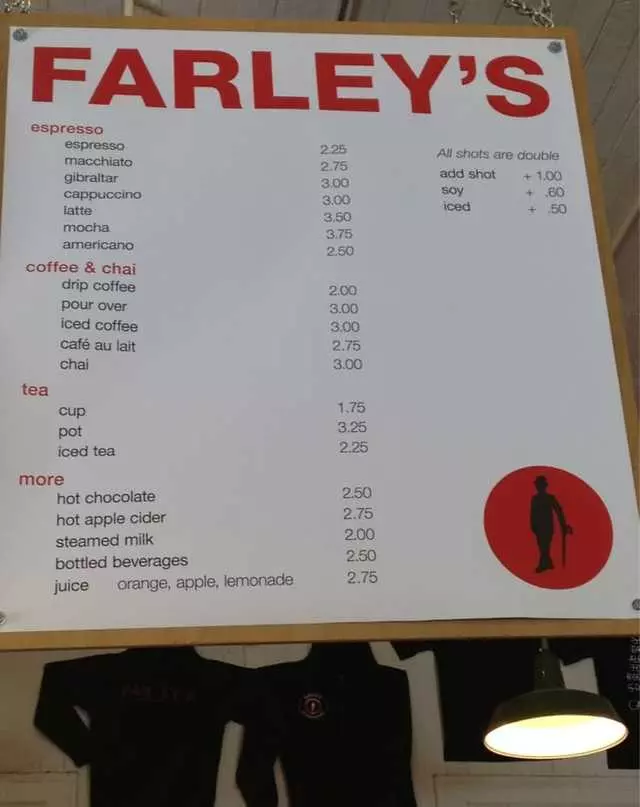 FARLEY'S
espresso
espresso 2.25
macchiato 2.75
gibraltar 3.00
cappuccino 3.00
latte 3.50
mocha 3.75
americano 2.50
All shots are double
add shot + 1.00
soy + .60
iced + .50
coffee & chai
drip coffee 2.00
pour over 3.00
iced coffee 3.00
café au lait 2.75
chai 3.00
tea
cup 1.75
pot 3.25
iced tea 2.25
more
hot chocolate 2.50
hot apple cider 2.75
steamed milk 2.00
bottled beverages 2.50
juice orange, apple, lemonade 2.75
FARLEY'S